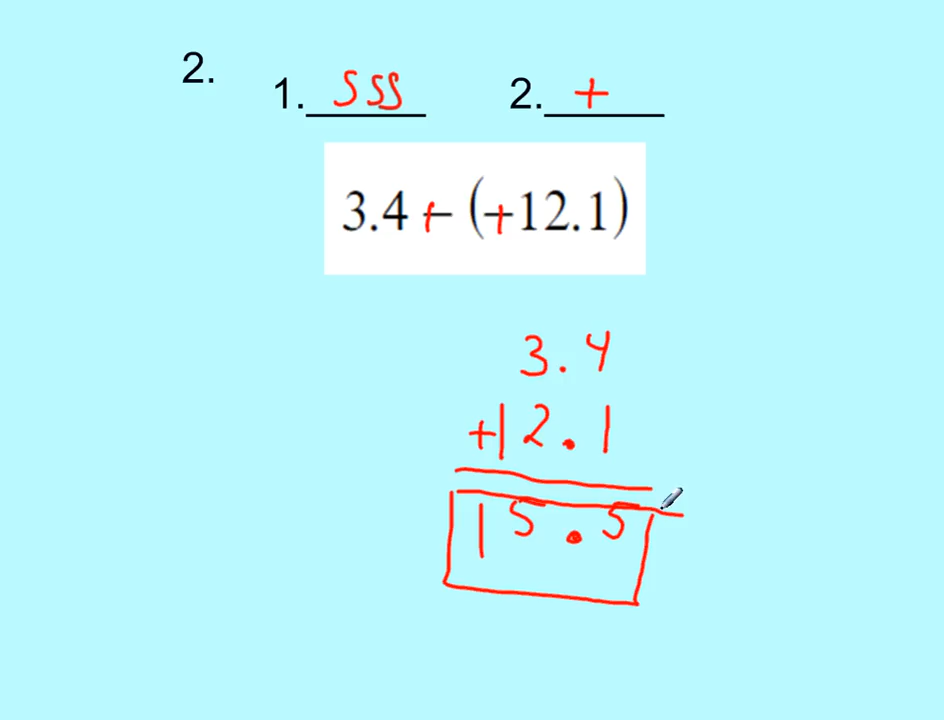 2.
1. SSS 2. +
3.4 + (+12.1)
3.4
+12.1
15.5